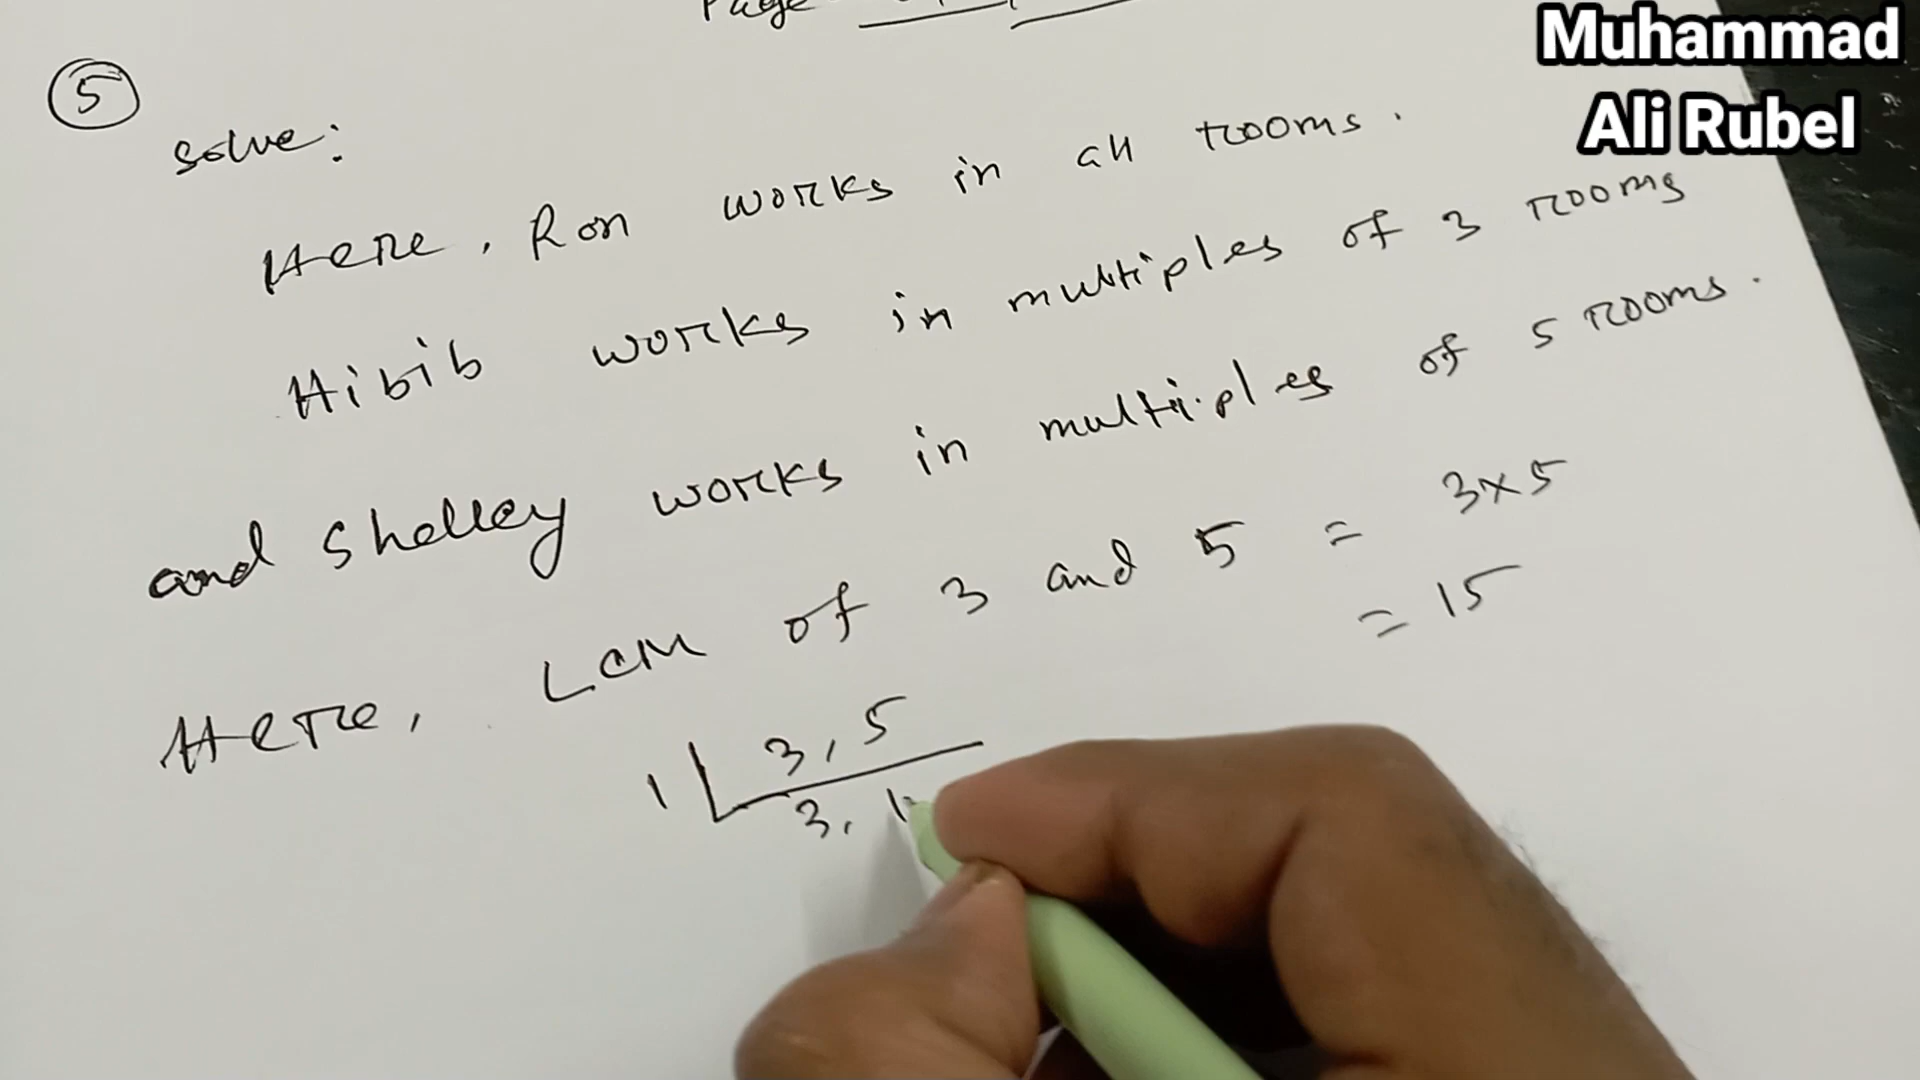 Page
Muhammad
Ali Rubel
5
Solve:
Here, Ron works in all rooms.
Hibib works in multiples of 3 rooms
and Shelley works in multiples of 5 rooms.
Here, LCM of 3 and 5 = 3×5
= 15
1 | 3, 5
3,